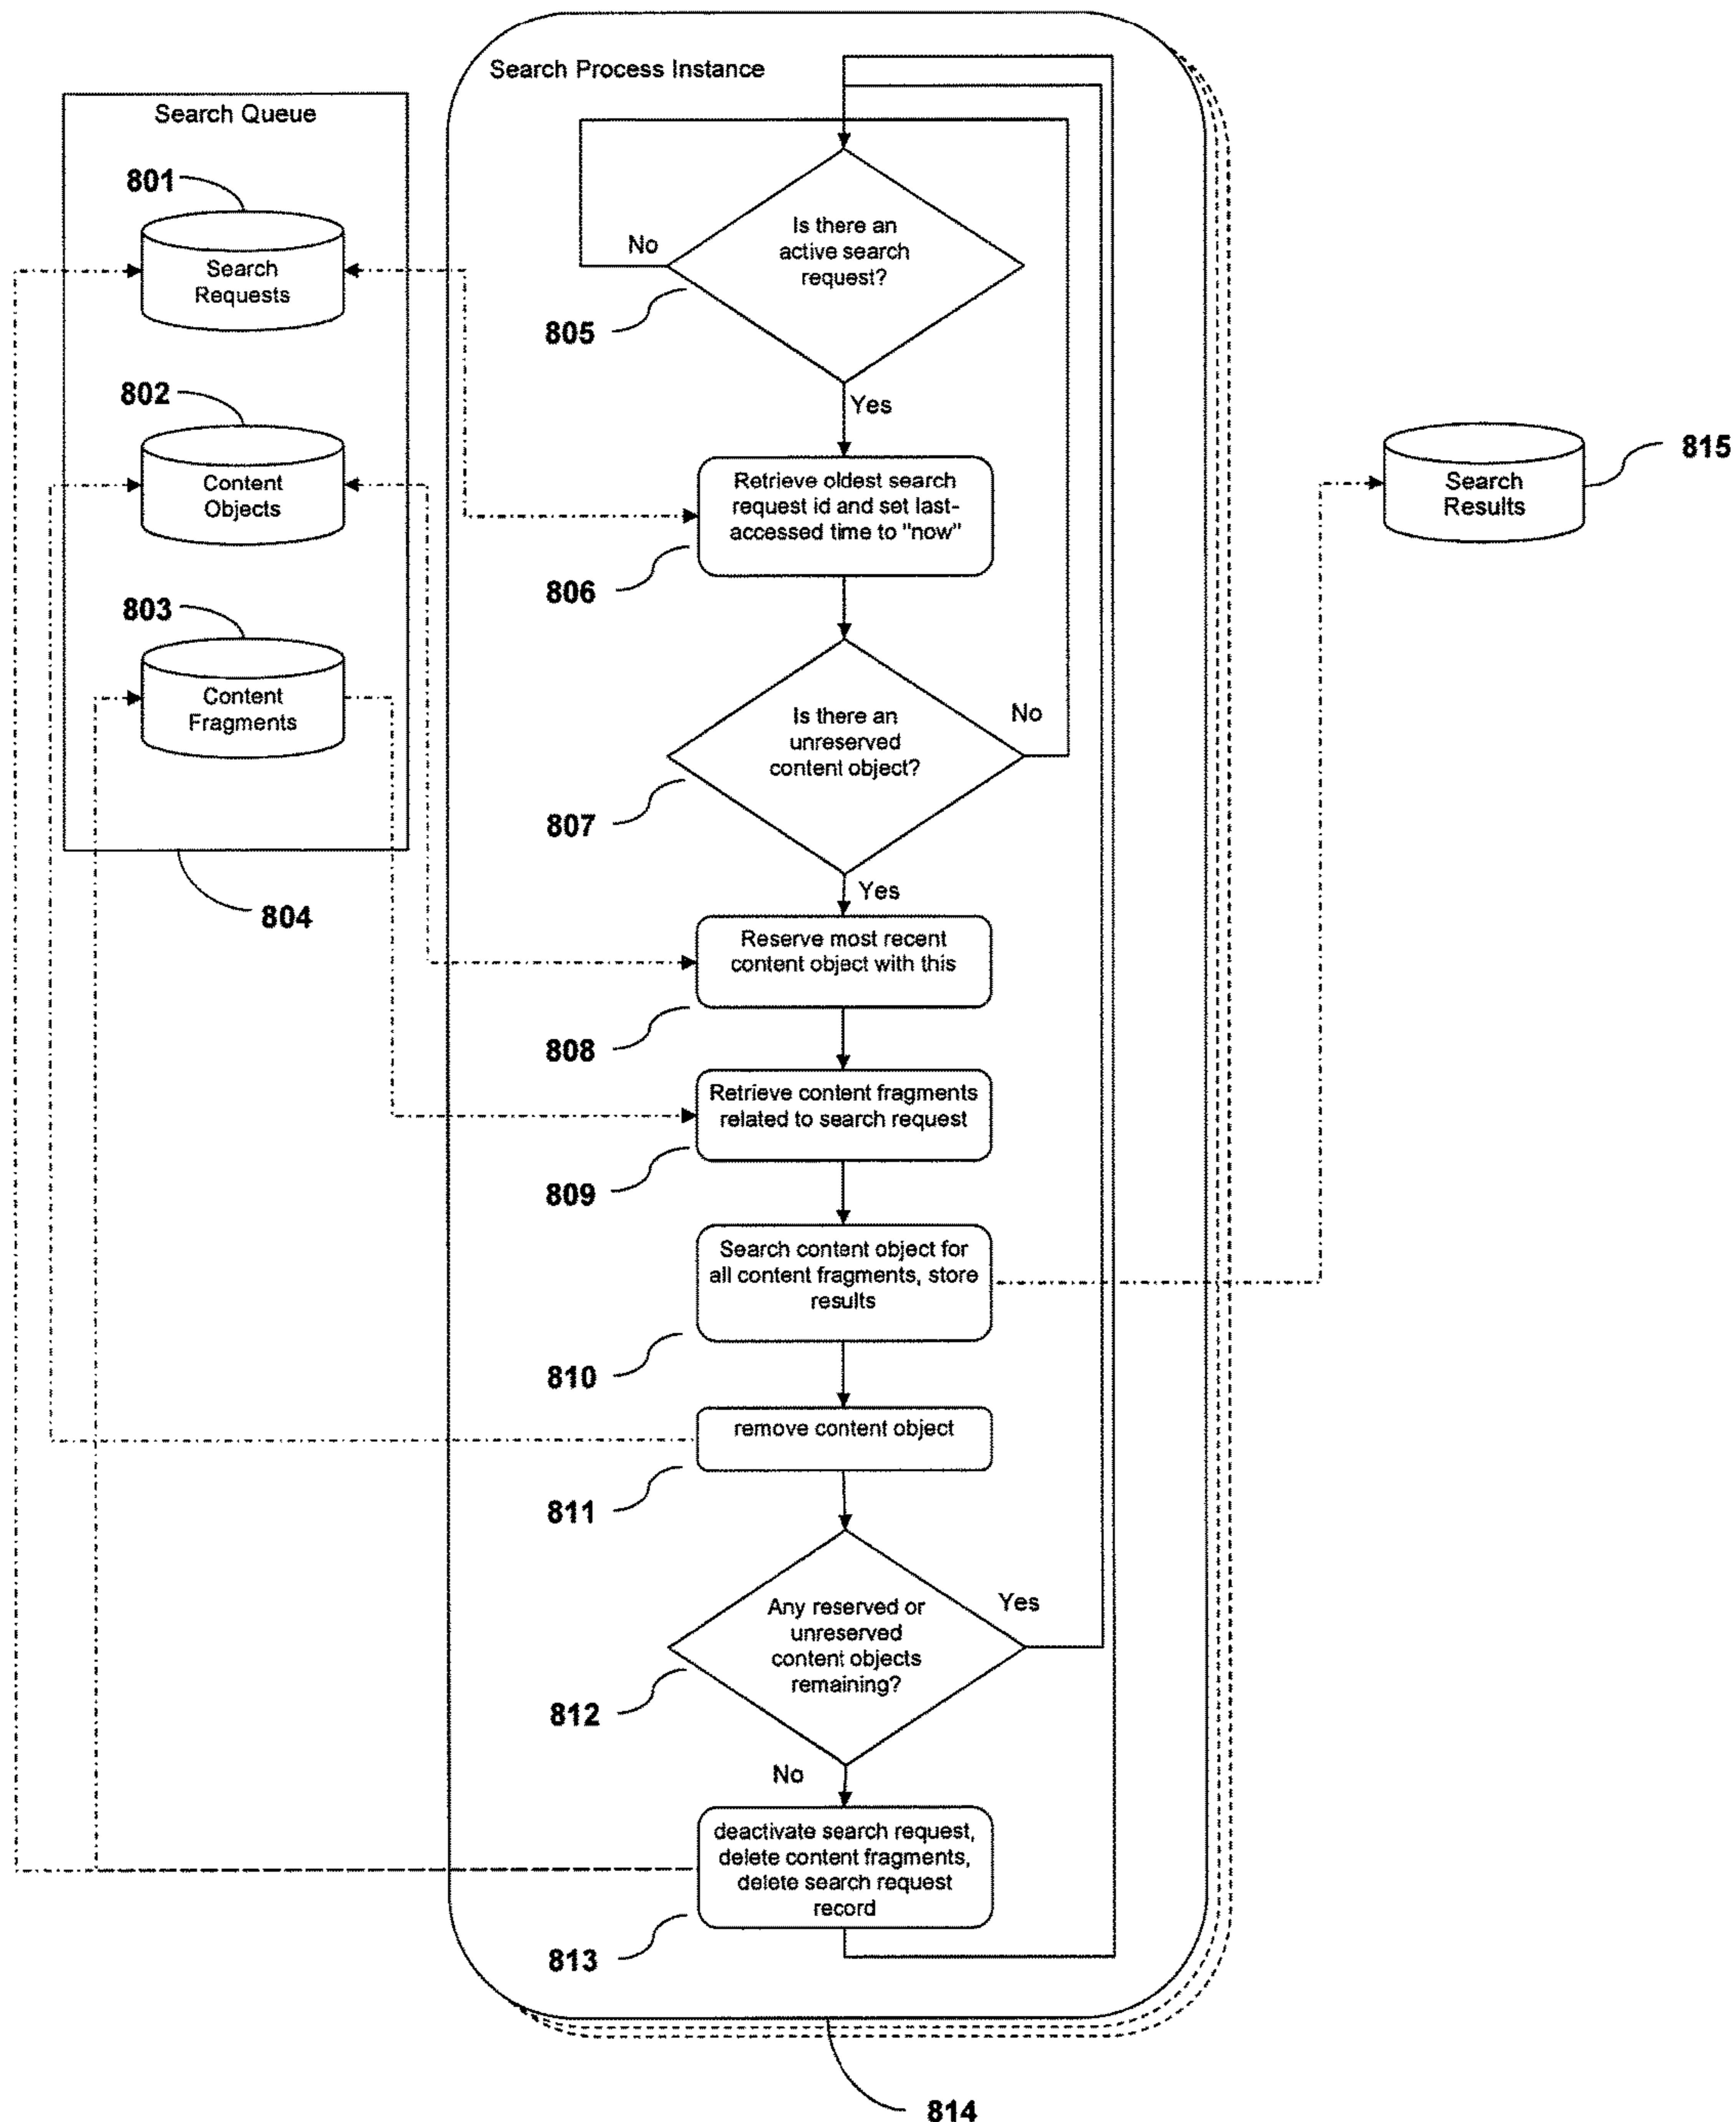 Search Process Instance
Search Queue
801
Search
Requests
802
Content
Objects
803
Content
Fragments
804
Is there an
active search
request?
No
805
Yes
Retrieve oldest search
request id and set last-
accessed time to "now"
806
Is there an
unreserved
content object?
No
807
Yes
Reserve most recent
content object with this
808
Retrieve content fragments
related to search request
809
Search content object for
all content fragments, store
results
810
remove content object
811
Any reserved or
unreserved
content objects
remaining?
Yes
812
No
deactivate search request,
delete content fragments,
delete search request
record
813
814
Search
Results
815